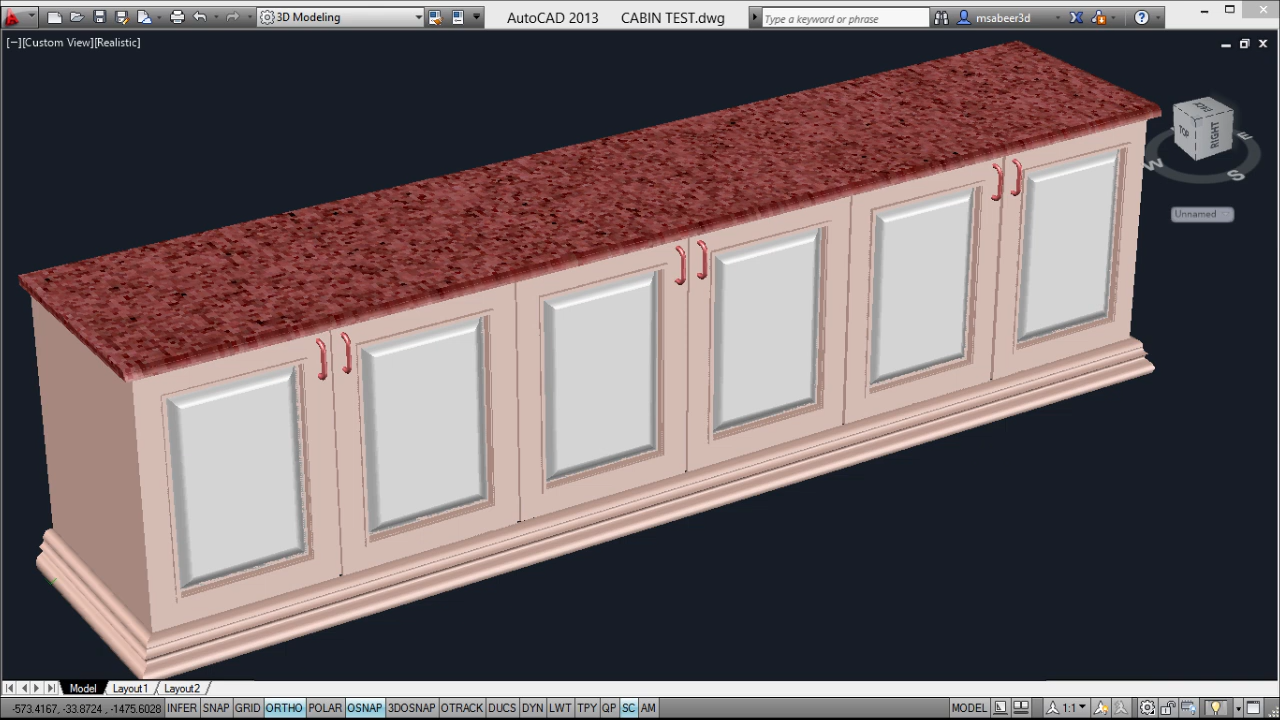 3D Modeling AutoCAD 2013 CABIN TEST.dwg Type a keyword or phrase msabeer3d
[−][Custom View][Realistic]
BACK
TOP RIGHT
E
W
S
Unnamed
Model Layout1 Layout2
-573.4167, -33.8724, -1475.6028 INFER SNAP GRID ORTHO POLAR OSNAP 3DOSNAP OTRACK DUCS DYN LWT TPY QP SC AM MODEL 1:1